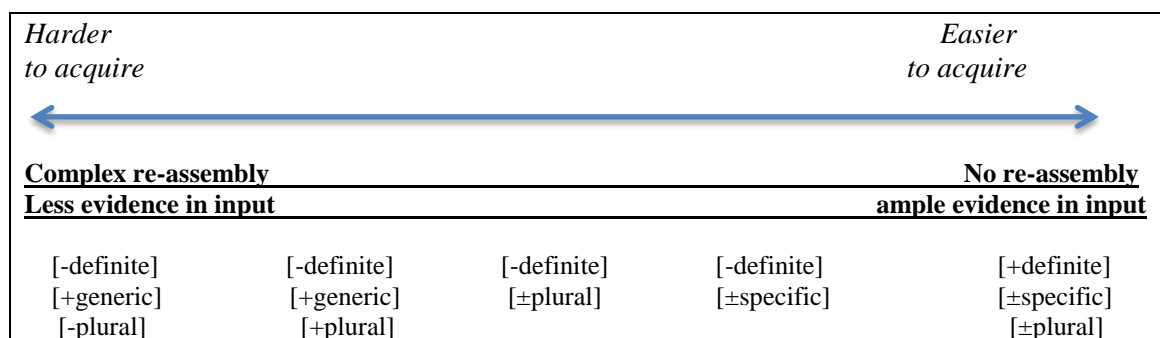 Harder Easier
to acquire to acquire
Complex re-assembly No re-assembly
Less evidence in input ample evidence in input
[-definite] [-definite] [-definite] [-definite] [+definite]
[+generic] [+generic] [±plural] [±specific] [±specific]
[-plural] [+plural] [±plural]